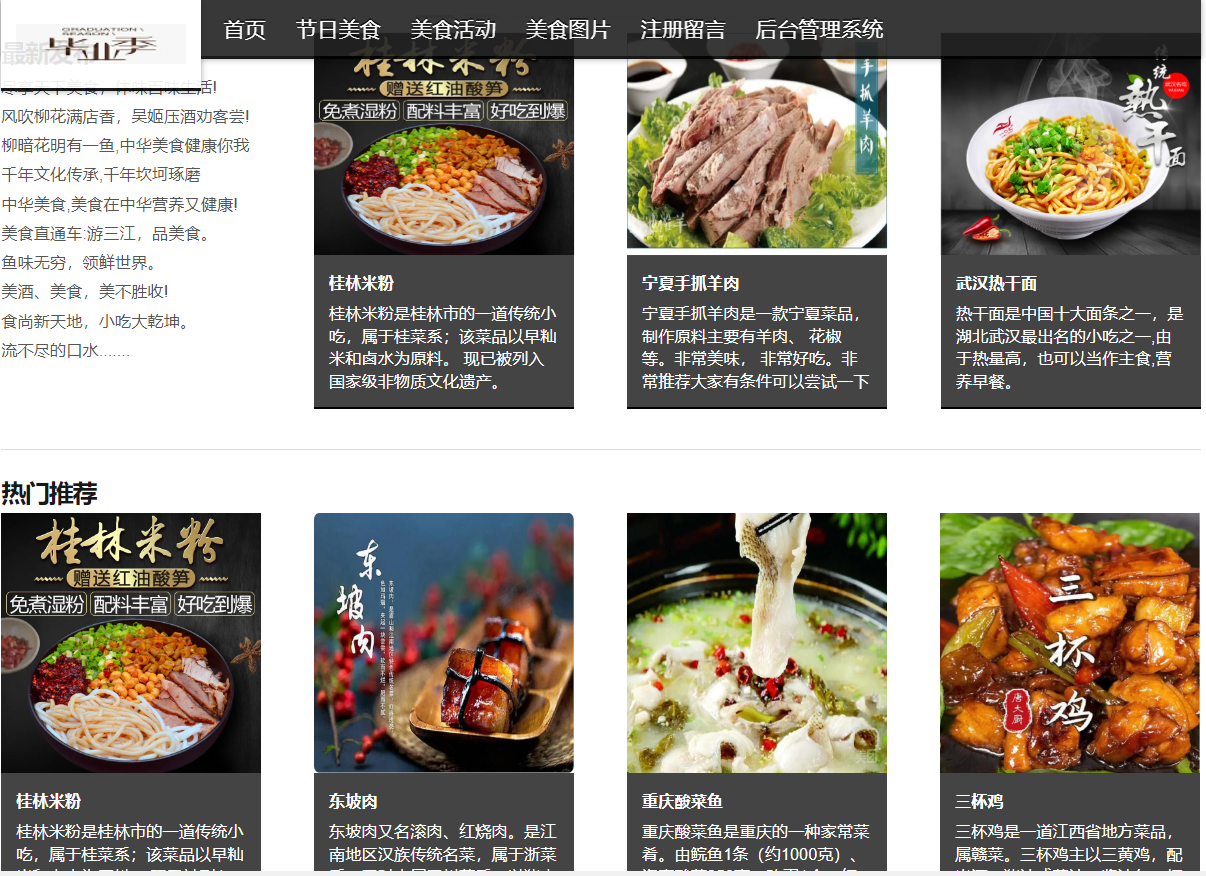 GRADUATION
SEASON
毕业季
首页 节日美食 美食活动 美食图片 注册留言 后台管理系统
最新发布
尽享天下美食，体味百味生活!
风吹柳花满店香，吴姬压酒劝客尝!
柳暗花明有一鱼,中华美食健康你我
千年文化传承,千年坎坷琢磨
中华美食,美食在中华营养又健康!
美食直通车:游三江，品美食。
鱼味无穷，领鲜世界。
美酒、美食，美不胜收!
食尚新天地，小吃大乾坤。
流不尽的口水.......
桂林米粉
赠送红油酸笋
免煮湿粉 配料丰富 好吃到爆
桂林米粉
桂林米粉是桂林市的一道传统小
吃，属于桂菜系；该菜品以早籼
米和卤水为原料。 现已被列入
国家级非物质文化遗产。
手抓羊肉
宁夏手抓羊肉
宁夏手抓羊肉是一款宁夏菜品，
制作原料主要有羊肉、 花椒
等。非常美味， 非常好吃。非
常推荐大家有条件可以尝试一下
传统
热干面
武汉热干面
热干面是中国十大面条之一，是
湖北武汉最出名的小吃之一,由
于热量高，也可以当作主食,营
养早餐。
热门推荐
桂林米粉
赠送红油酸笋
免煮湿粉 配料丰富 好吃到爆
桂林米粉
桂林米粉是桂林市的一道传统小
吃，属于桂菜系；该菜品以早籼
东坡肉
东坡肉
东坡肉又名滚肉、红烧肉。是江
南地区汉族传统名菜，属于浙菜
重庆酸菜鱼
重庆酸菜鱼是重庆的一种家常菜
肴。由鲩鱼1条（约1000克）、
三杯鸡
唐大厨
三杯鸡
三杯鸡是一道江西省地方菜品，
属赣菜。三杯鸡主以三黄鸡，配